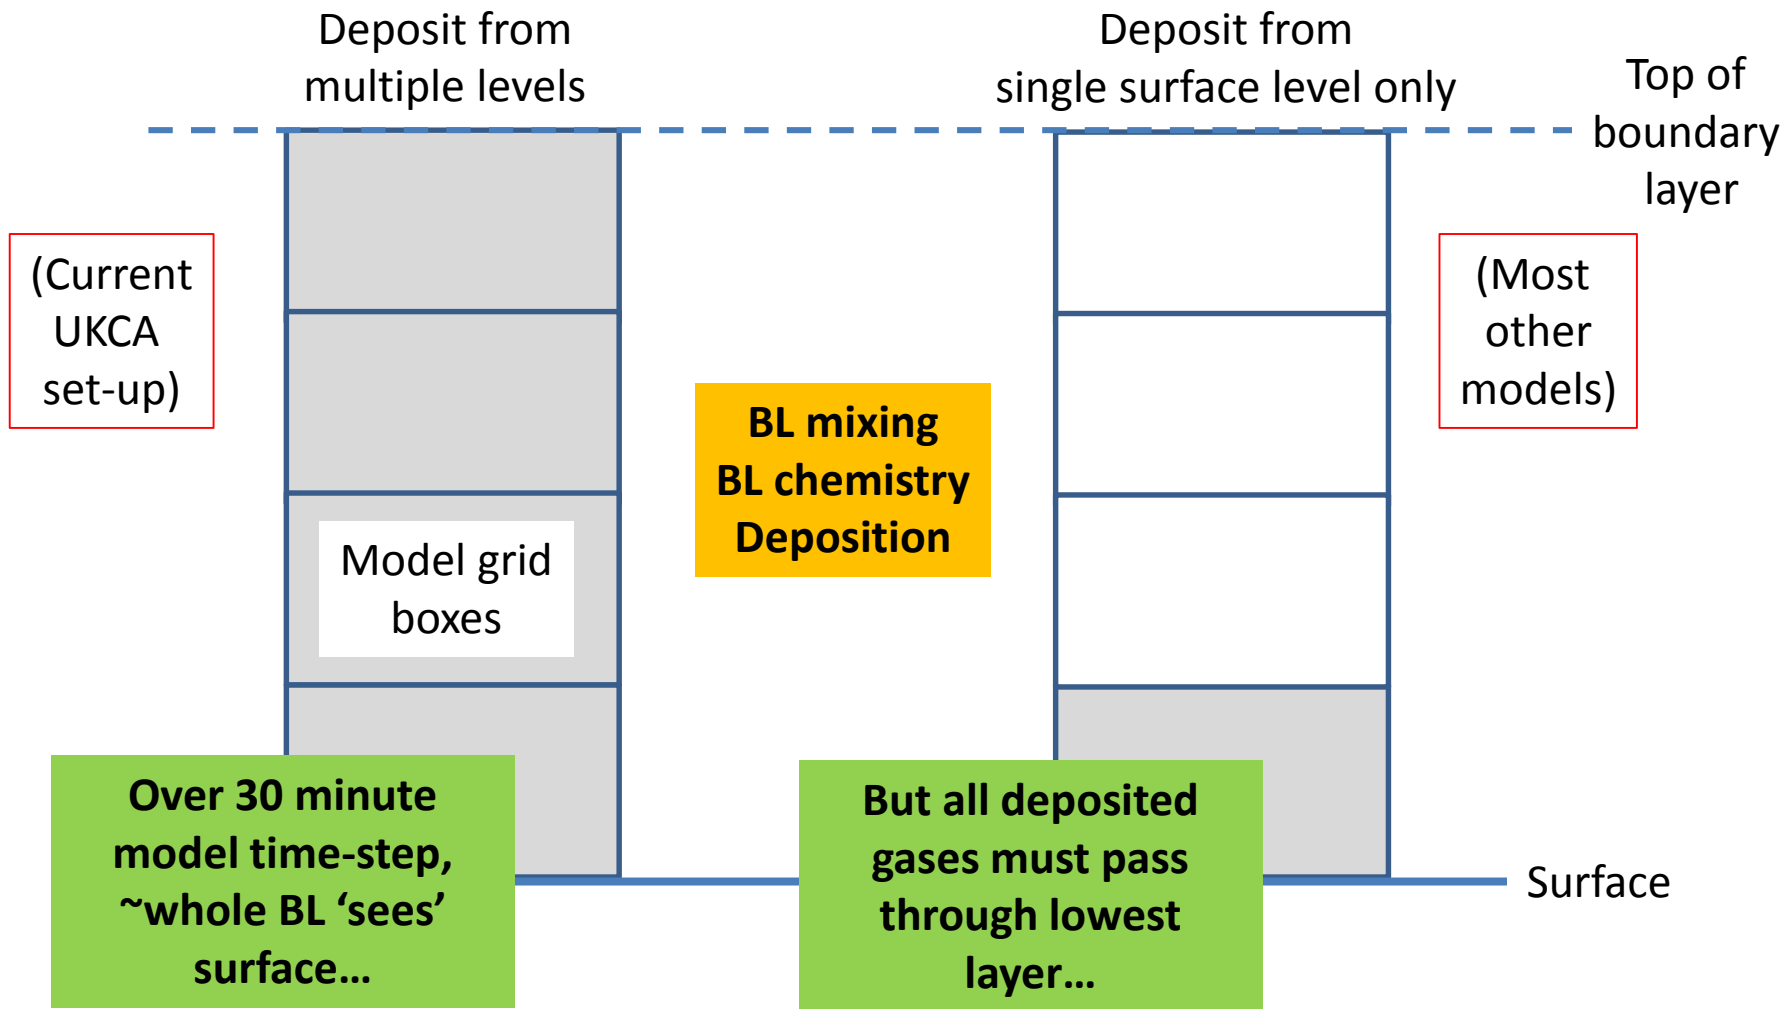 Deposit from
multiple levels
Deposit from
single surface level only
Top of
boundary
layer
(Current
UKCA
set-up)
(Most
other
models)
BL mixing
BL chemistry
Deposition
Model grid
boxes
Over 30 minute
model time-step,
~whole BL ‘sees’
surface…
But all deposited
gases must pass
through lowest
layer…
Surface